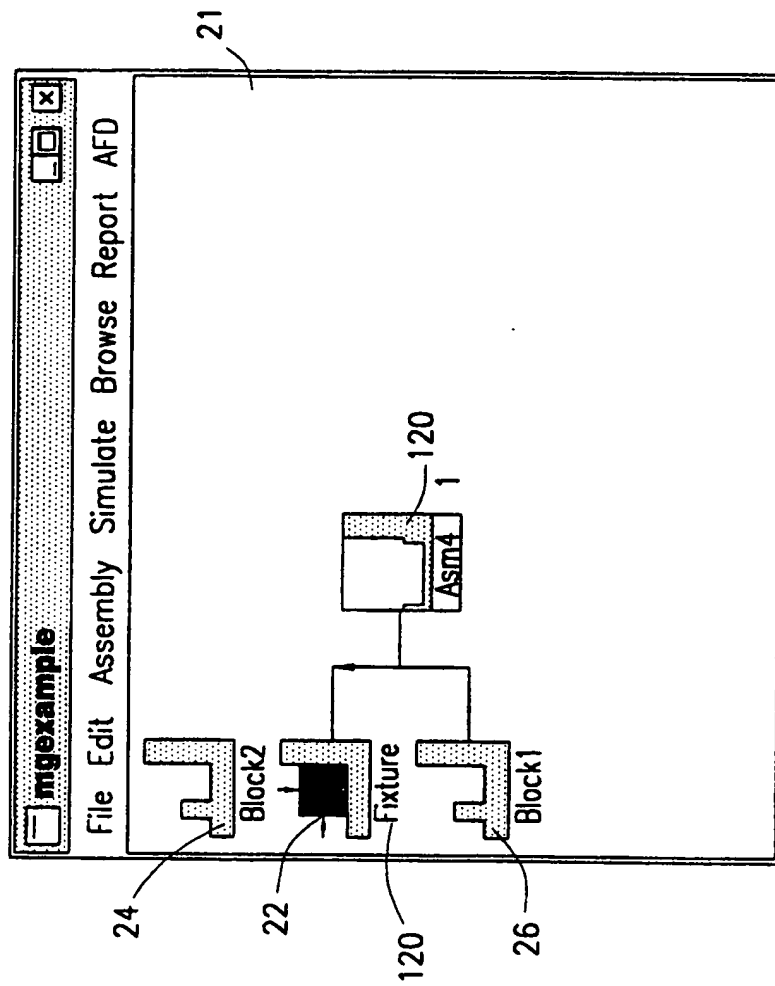 mgexample
File Edit Assembly Simulate Browse Report AFD
21
24
Block2
22
Fixture
120
Block1
26
Asm4
120
1